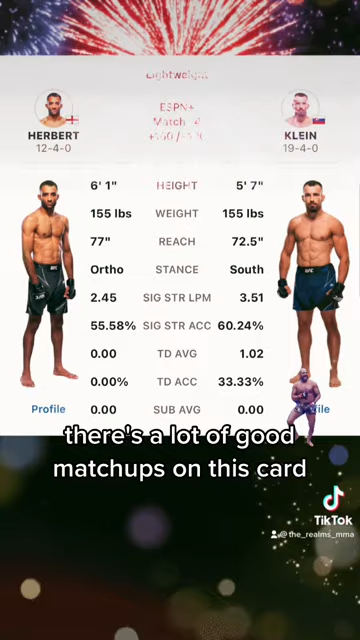 Lightweight
ESPN+
HERBERT
12-4-0
KLEIN
19-4-0
6' 1" HEIGHT 5' 7"
155 lbs WEIGHT 155 lbs
77" REACH 72.5"
Ortho STANCE South
2.45 SIG STR LPM 3.51
55.58% SIG STR ACC 60.24%
0.00 TD AVG 1.02
0.00% TD ACC 33.33%
Profile 0.00 SUB AVG 0.00
there's a lot of good
matchups on this card
TikTok
@the_realms_mma